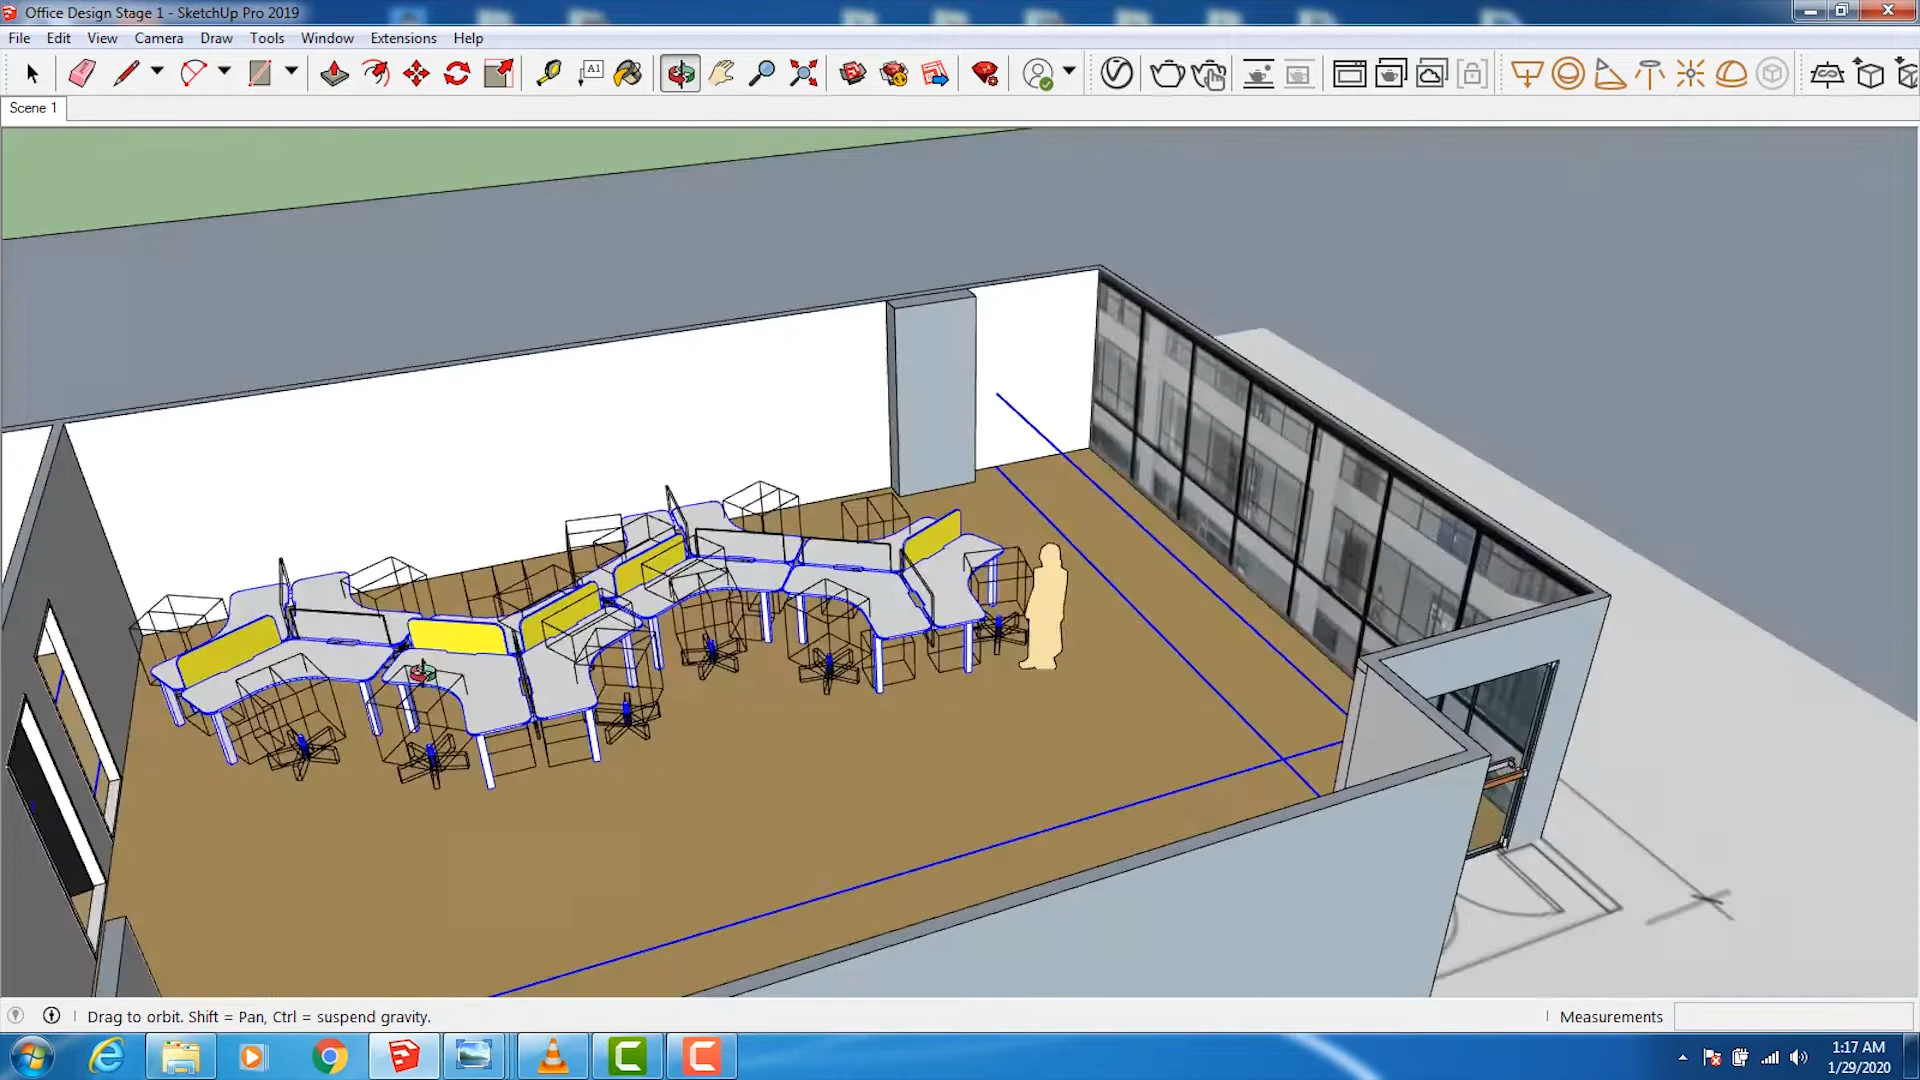 Office Design Stage 1 - SketchUp Pro 2019
File Edit View Camera Draw Tools Window Extensions Help
A1
Scene 1
Drag to orbit. Shift = Pan, Ctrl = suspend gravity.
Measurements
1:17 AM
1/29/2020